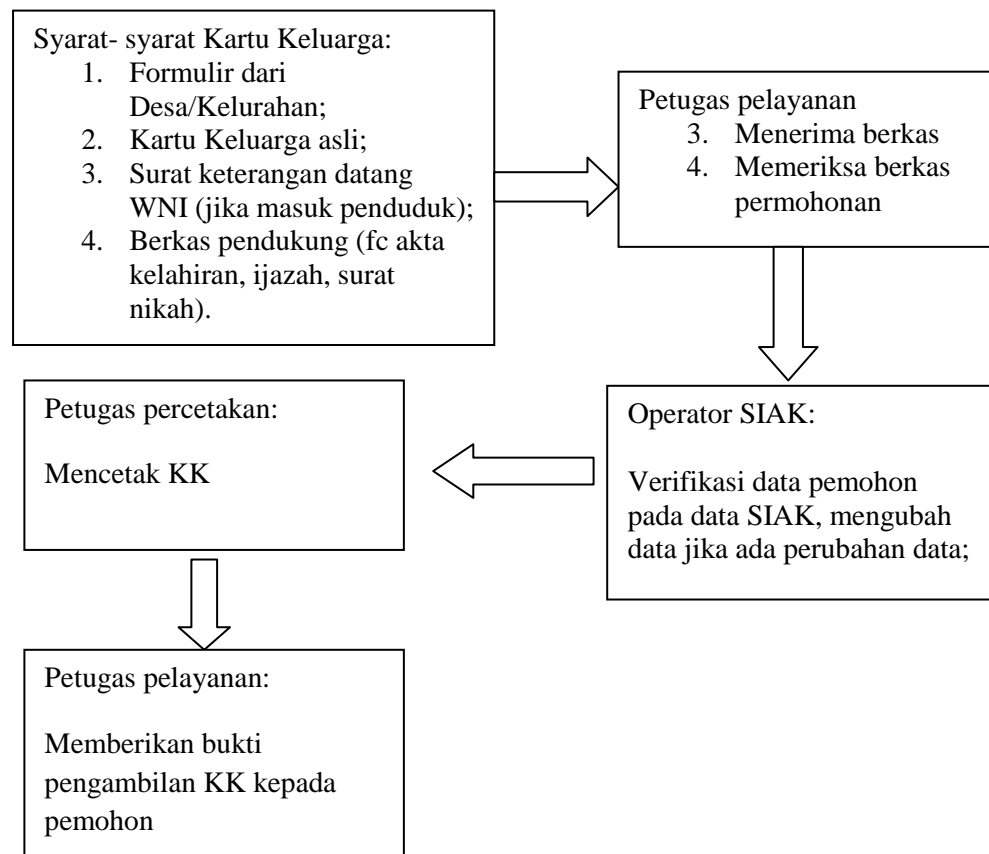 Syarat- syarat Kartu Keluarga:
1. Formulir dari
Desa/Kelurahan;
2. Kartu Keluarga asli;
3. Surat keterangan datang
WNI (jika masuk penduduk);
4. Berkas pendukung (fc akta
kelahiran, ijazah, surat
nikah).
Petugas pelayanan
3. Menerima berkas
4. Memeriksa berkas
permohonan
Operator SIAK:
Verifikasi data pemohon
pada data SIAK, mengubah
data jika ada perubahan data;
Petugas percetakan:
Mencetak KK
Petugas pelayanan:
Memberikan bukti
pengambilan KK kepada
pemohon